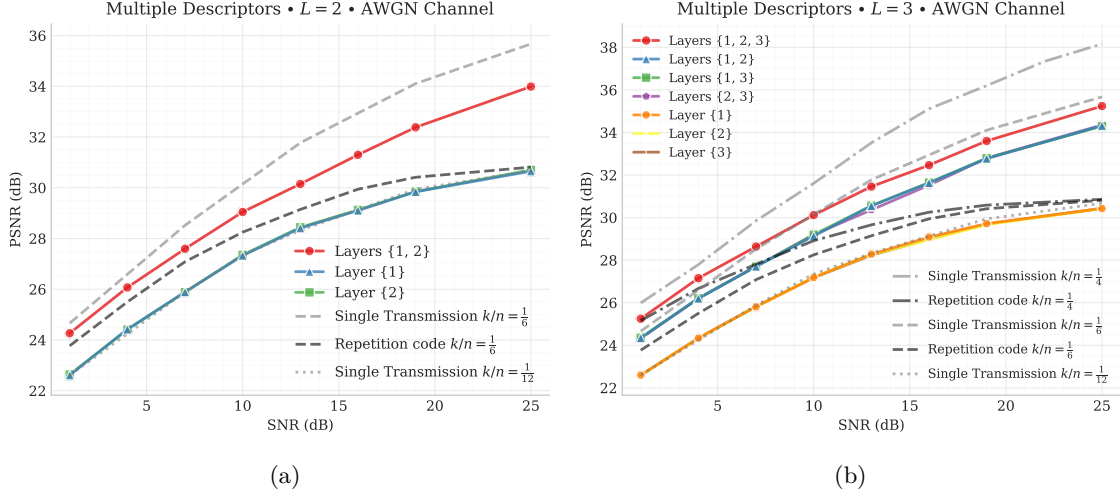 Multiple Descriptors • L = 2 • AWGN Channel
36
34
32
30
28
26
24
22
PSNR (dB)
5
10
15
20
25
SNR (dB)
Layers {1, 2}
Layer {1}
Layer {2}
Single Transmission k/n = 1/6
Repetition code k/n = 1/6
Single Transmission k/n = 1/12
(a)
Multiple Descriptors • L = 3 • AWGN Channel
38
36
34
32
30
28
26
24
22
PSNR (dB)
5
10
15
20
25
SNR (dB)
Layers {1, 2, 3}
Layers {1, 2}
Layers {1, 3}
Layers {2, 3}
Layer {1}
Layer {2}
Layer {3}
Single Transmission k/n = 1/4
Repetition code k/n = 1/4
Single Transmission k/n = 1/6
Repetition code k/n = 1/6
Single Transmission k/n = 1/12
(b)